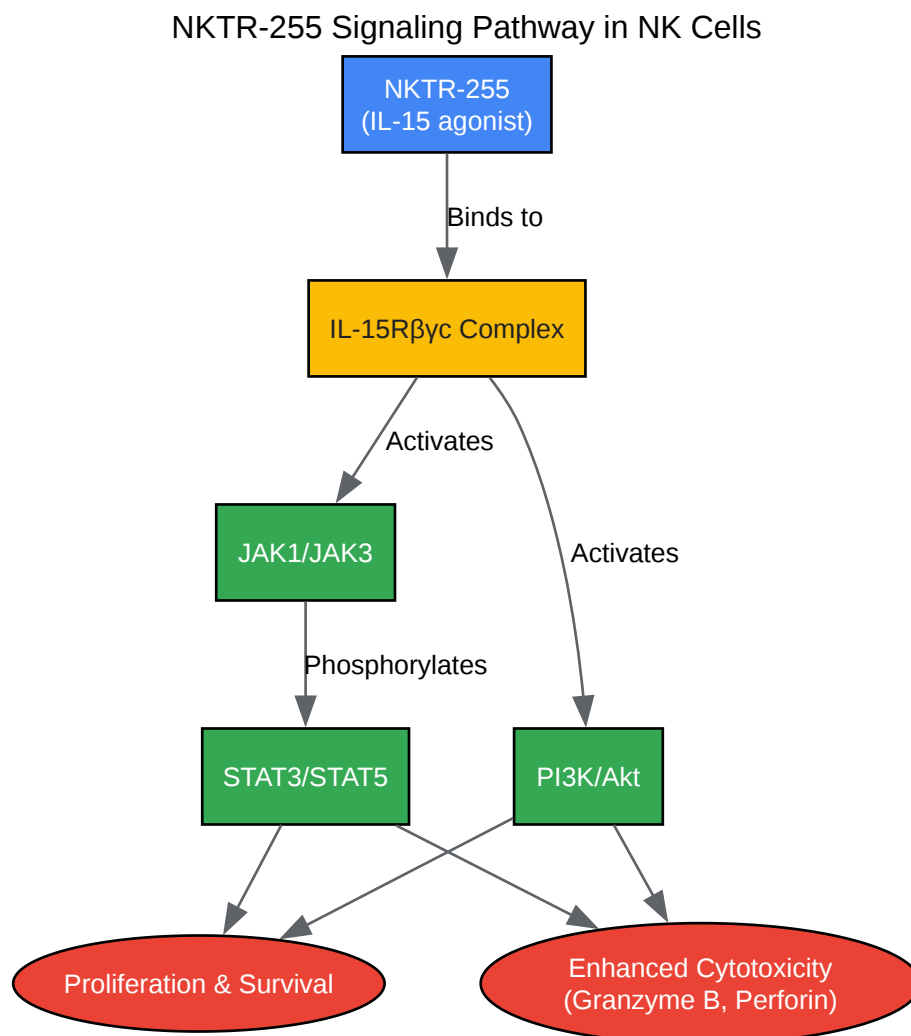 NKTR-255 Signaling Pathway in NK Cells
NKTR-255
(IL-15 agonist)
Binds to
IL-15Rβγc Complex
Activates
JAK1/JAK3
Activates
Phosphorylates
STAT3/STAT5
PI3K/Akt
Proliferation & Survival
Enhanced Cytotoxicity
(Granzyme B, Perforin)